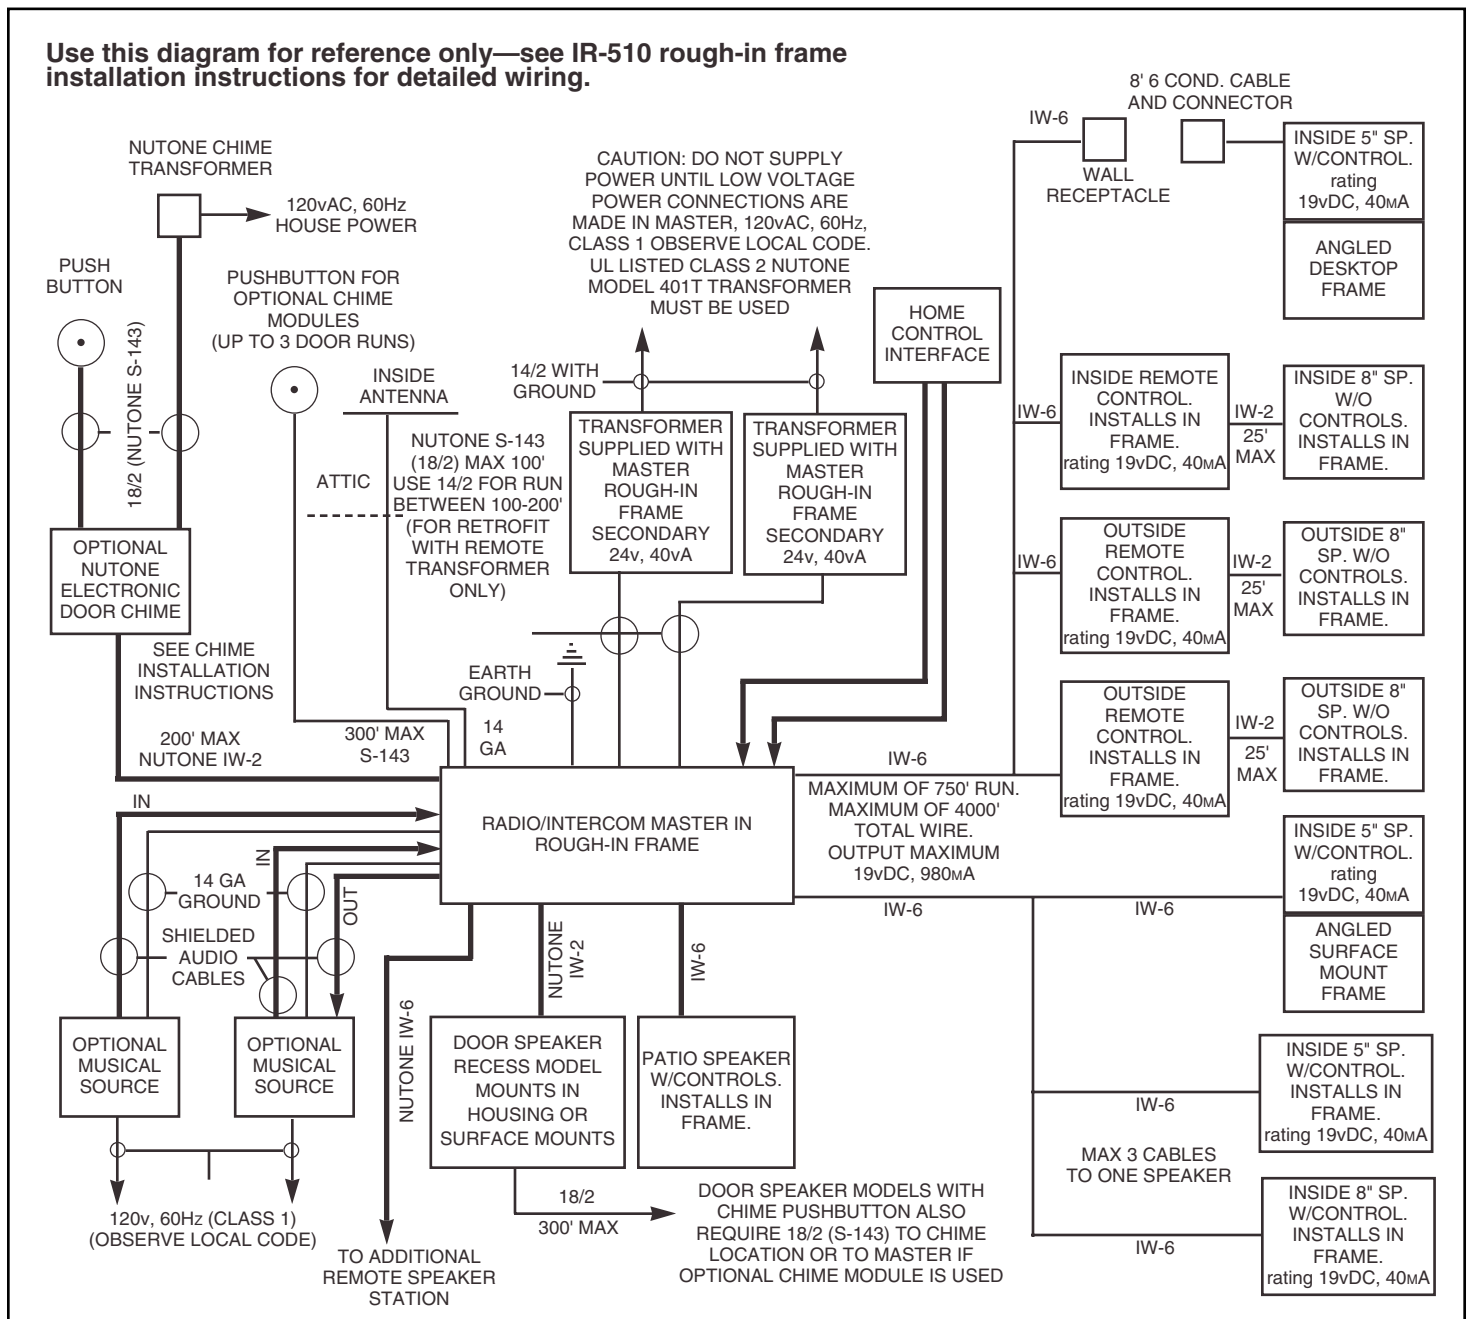 Use this diagram for reference only—see IR-510 rough-in frame
installation instructions for detailed wiring.
8' 6 COND. CABLE
AND CONNECTOR
IW-6
WALL
RECEPTACLE
INSIDE 5" SP.
W/CONTROL.
rating
19vDC, 40MA
ANGLED
DESKTOP
FRAME
NUTONE CHIME
TRANSFORMER
120vAC, 60Hz
HOUSE POWER
PUSH
BUTTON
18/2 (NUTONE S-143)
PUSHBUTTON FOR
OPTIONAL CHIME
MODULES
(UP TO 3 DOOR RUNS)
INSIDE
ANTENNA
ATTIC
CAUTION: DO NOT SUPPLY
POWER UNTIL LOW VOLTAGE
POWER CONNECTIONS ARE
MADE IN MASTER, 120vAC, 60Hz,
CLASS 1 OBSERVE LOCAL CODE.
UL LISTED CLASS 2 NUTONE
MODEL 401T TRANSFORMER
MUST BE USED
14/2 WITH
GROUND
HOME
CONTROL
INTERFACE
NUTONE S-143
(18/2) MAX 100'
USE 14/2 FOR RUN
BETWEEN 100-200'
(FOR RETROFIT
WITH REMOTE
TRANSFORMER
ONLY)
TRANSFORMER
SUPPLIED WITH
MASTER
ROUGH-IN
FRAME
SECONDARY
24v, 40vA
TRANSFORMER
SUPPLIED WITH
MASTER
ROUGH-IN
FRAME
SECONDARY
24v, 40vA
IW-6
INSIDE REMOTE
CONTROL.
INSTALLS IN
FRAME.
rating 19vDC, 40MA
IW-2
25'
MAX
INSIDE 8" SP.
W/O
CONTROLS.
INSTALLS IN
FRAME.
IW-6
OUTSIDE
REMOTE
CONTROL.
INSTALLS IN
FRAME.
rating 19vDC, 40MA
IW-2
25'
MAX
OUTSIDE 8"
SP. W/O
CONTROLS.
INSTALLS IN
FRAME.
OUTSIDE
REMOTE
CONTROL.
INSTALLS IN
FRAME.
rating 19vDC, 40MA
IW-2
25'
MAX
OUTSIDE 8"
SP. W/O
CONTROLS.
INSTALLS IN
FRAME.
OPTIONAL
NUTONE
ELECTRONIC
DOOR CHIME
SEE CHIME
INSTALLATION
INSTRUCTIONS
200' MAX
NUTONE IW-2
300' MAX
S-143
14
GA
EARTH
GROUND
RADIO/INTERCOM MASTER IN
ROUGH-IN FRAME
IW-6
MAXIMUM OF 750' RUN.
MAXIMUM OF 4000'
TOTAL WIRE.
OUTPUT MAXIMUM
19vDC, 980MA
IW-6
IW-6
INSIDE 5" SP.
W/CONTROL.
rating
19vDC, 40MA
ANGLED
SURFACE
MOUNT
FRAME
IN
IN
OUT
14 GA
GROUND
SHIELDED
AUDIO
CABLES
OPTIONAL
MUSICAL
SOURCE
OPTIONAL
MUSICAL
SOURCE
120v, 60Hz (CLASS 1)
(OBSERVE LOCAL CODE)
NUTONE IW-6
TO ADDITIONAL
REMOTE SPEAKER
STATION
NUTONE
IW-2
DOOR SPEAKER
RECESS MODEL
MOUNTS IN
HOUSING OR
SURFACE MOUNTS
IW-6
PATIO SPEAKER
W/CONTROLS.
INSTALLS IN
FRAME.
18/2
300' MAX
DOOR SPEAKER MODELS WITH
CHIME PUSHBUTTON ALSO
REQUIRE 18/2 (S-143) TO CHIME
LOCATION OR TO MASTER IF
OPTIONAL CHIME MODULE IS USED
IW-6
INSIDE 5" SP.
W/CONTROL.
INSTALLS IN
FRAME.
rating 19vDC, 40MA
MAX 3 CABLES
TO ONE SPEAKER
IW-6
INSIDE 8" SP.
W/CONTROL.
INSTALLS IN
FRAME.
rating 19vDC, 40MA